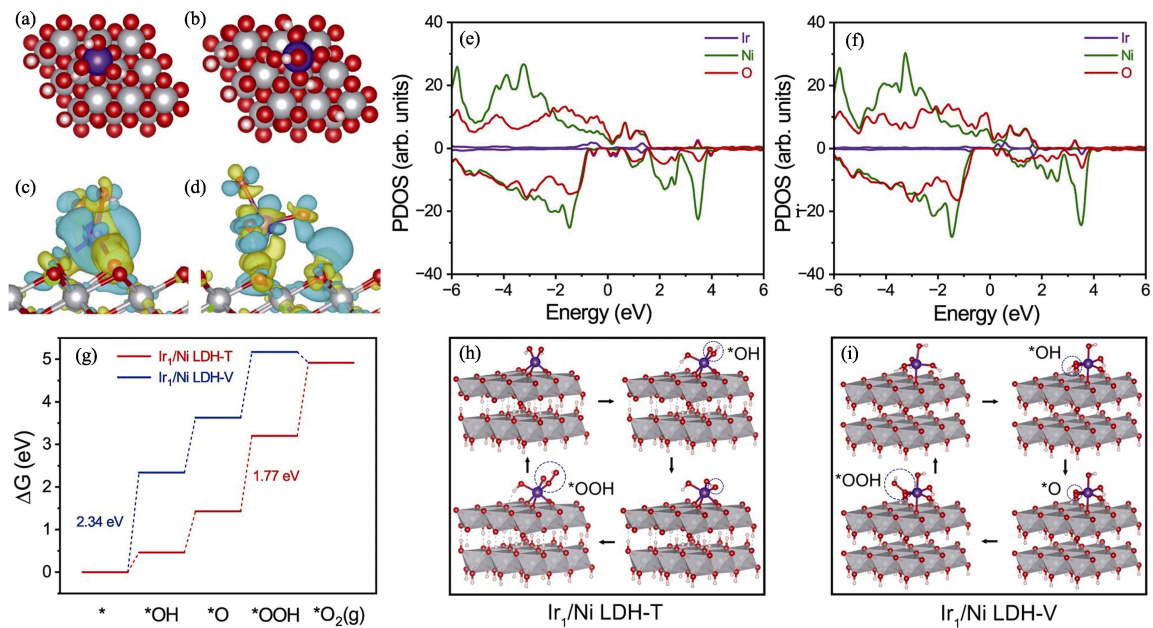 (a)
(b)
(c)
(d)
(e)
Ir
Ni
O
PDOS (arb. units)
40
20
0
−20
−40
−6
−4
−2
0
2
4
6
Energy (eV)
(f)
Ir
Ni
O
PDOS (arb. units)
40
20
0
−20
−40
−6
−4
−2
0
2
4
6
Energy (eV)
(g)
Ir₁/Ni LDH-T
Ir₁/Ni LDH-V
ΔG (eV)
5
4
3
2
1
0
2.34 eV
1.77 eV
*
*OH
*O
*OOH
*O₂(g)
(h)
*OH
*OOH
Ir₁/Ni LDH-T
(i)
*OH
*OOH
*O
Ir₁/Ni LDH-V